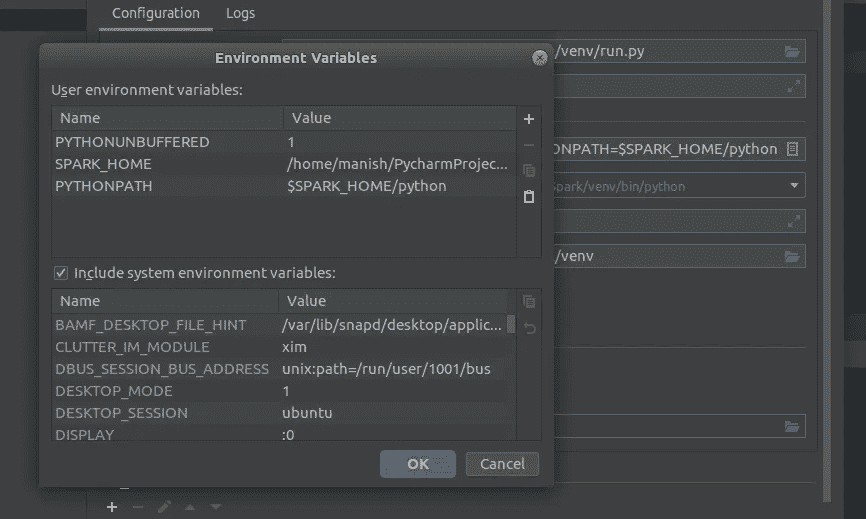 Configuration Logs
Environment Variables
/venv/run.py
User environment variables:
Name Value
PYTHONUNBUFFERED 1
SPARK_HOME /home/manish/PycharmProjec...
ONPATH=$SPARK_HOME/python
PYTHONPATH $SPARK_HOME/python
park/venv/bin/python
/venv
Include system environment variables:
Name Value
BAMF_DESKTOP_FILE_HINT /var/lib/snapd/desktop/applic...
CLUTTER_IM_MODULE xim
DBUS_SESSION_BUS_ADDRESS unix:path=/run/user/1001/bus
DESKTOP_MODE 1
DESKTOP_SESSION ubuntu
DISPLAY :0
OK Cancel